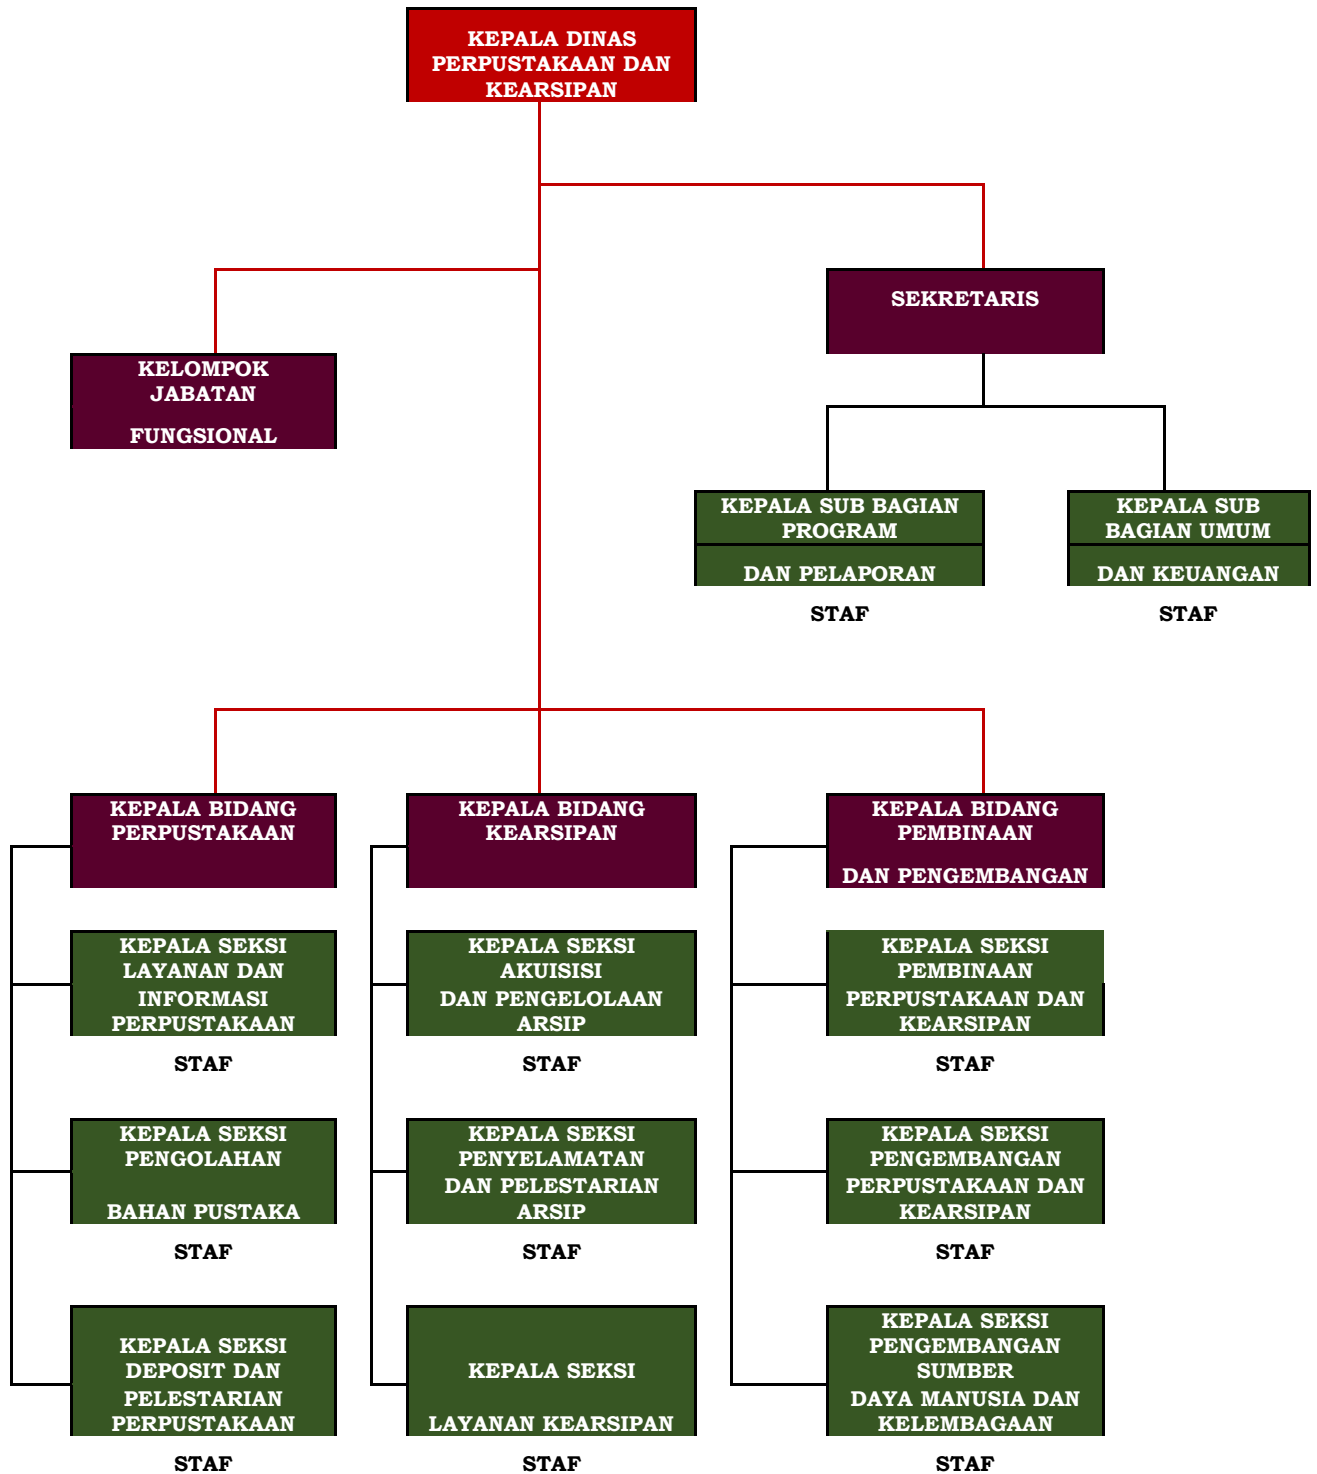 KEPALA DINAS
PERPUSTAKAAN DAN
KEARSIPAN
SEKRETARIS
KELOMPOK
JABATAN
FUNGSIONAL
KEPALA SUB BAGIAN
PROGRAM
DAN PELAPORAN
STAF
KEPALA SUB
BAGIAN UMUM
DAN KEUANGAN
STAF
KEPALA BIDANG
PERPUSTAKAAN
KEPALA BIDANG
KEARSIPAN
KEPALA BIDANG
PEMBINAAN
DAN PENGEMBANGAN
KEPALA SEKSI
LAYANAN DAN
INFORMASI
PERPUSTAKAAN
STAF
KEPALA SEKSI
AKUISISI
DAN PENGELOLAAN
ARSIP
STAF
KEPALA SEKSI
PEMBINAAN
PERPUSTAKAAN DAN
KEARSIPAN
STAF
KEPALA SEKSI
PENGOLAHAN
BAHAN PUSTAKA
STAF
KEPALA SEKSI
PENYELAMATAN
DAN PELESTARIAN
ARSIP
STAF
KEPALA SEKSI
PENGEMBANGAN
PERPUSTAKAAN DAN
KEARSIPAN
STAF
KEPALA SEKSI
DEPOSIT DAN
PELESTARIAN
PERPUSTAKAAN
STAF
KEPALA SEKSI
LAYANAN KEARSIPAN
STAF
KEPALA SEKSI
PENGEMBANGAN
SUMBER
DAYA MANUSIA DAN
KELEMBAGAAN
STAF